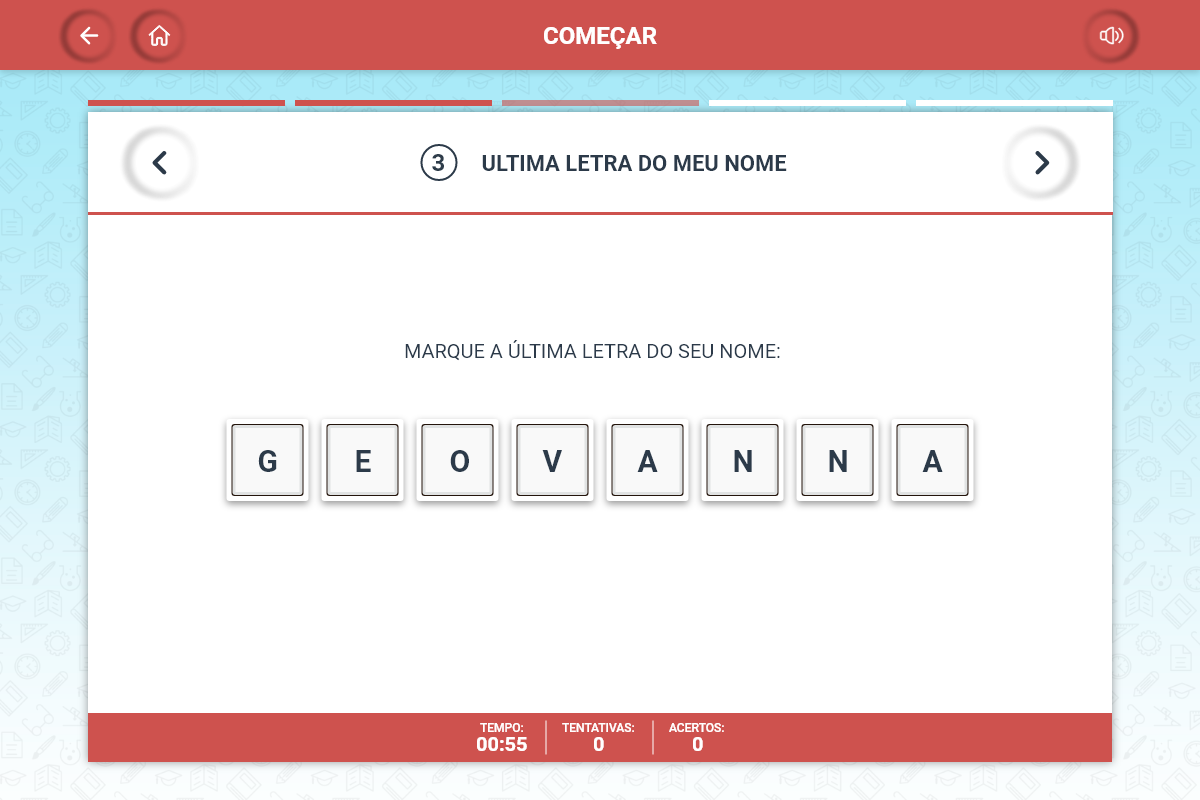 COMEÇAR
3 ULTIMA LETRA DO MEU NOME
MARQUE A ÚLTIMA LETRA DO SEU NOME:
G E O V A N N A
TEMPO: TENTATIVAS: ACERTOS:
00:55 0 0